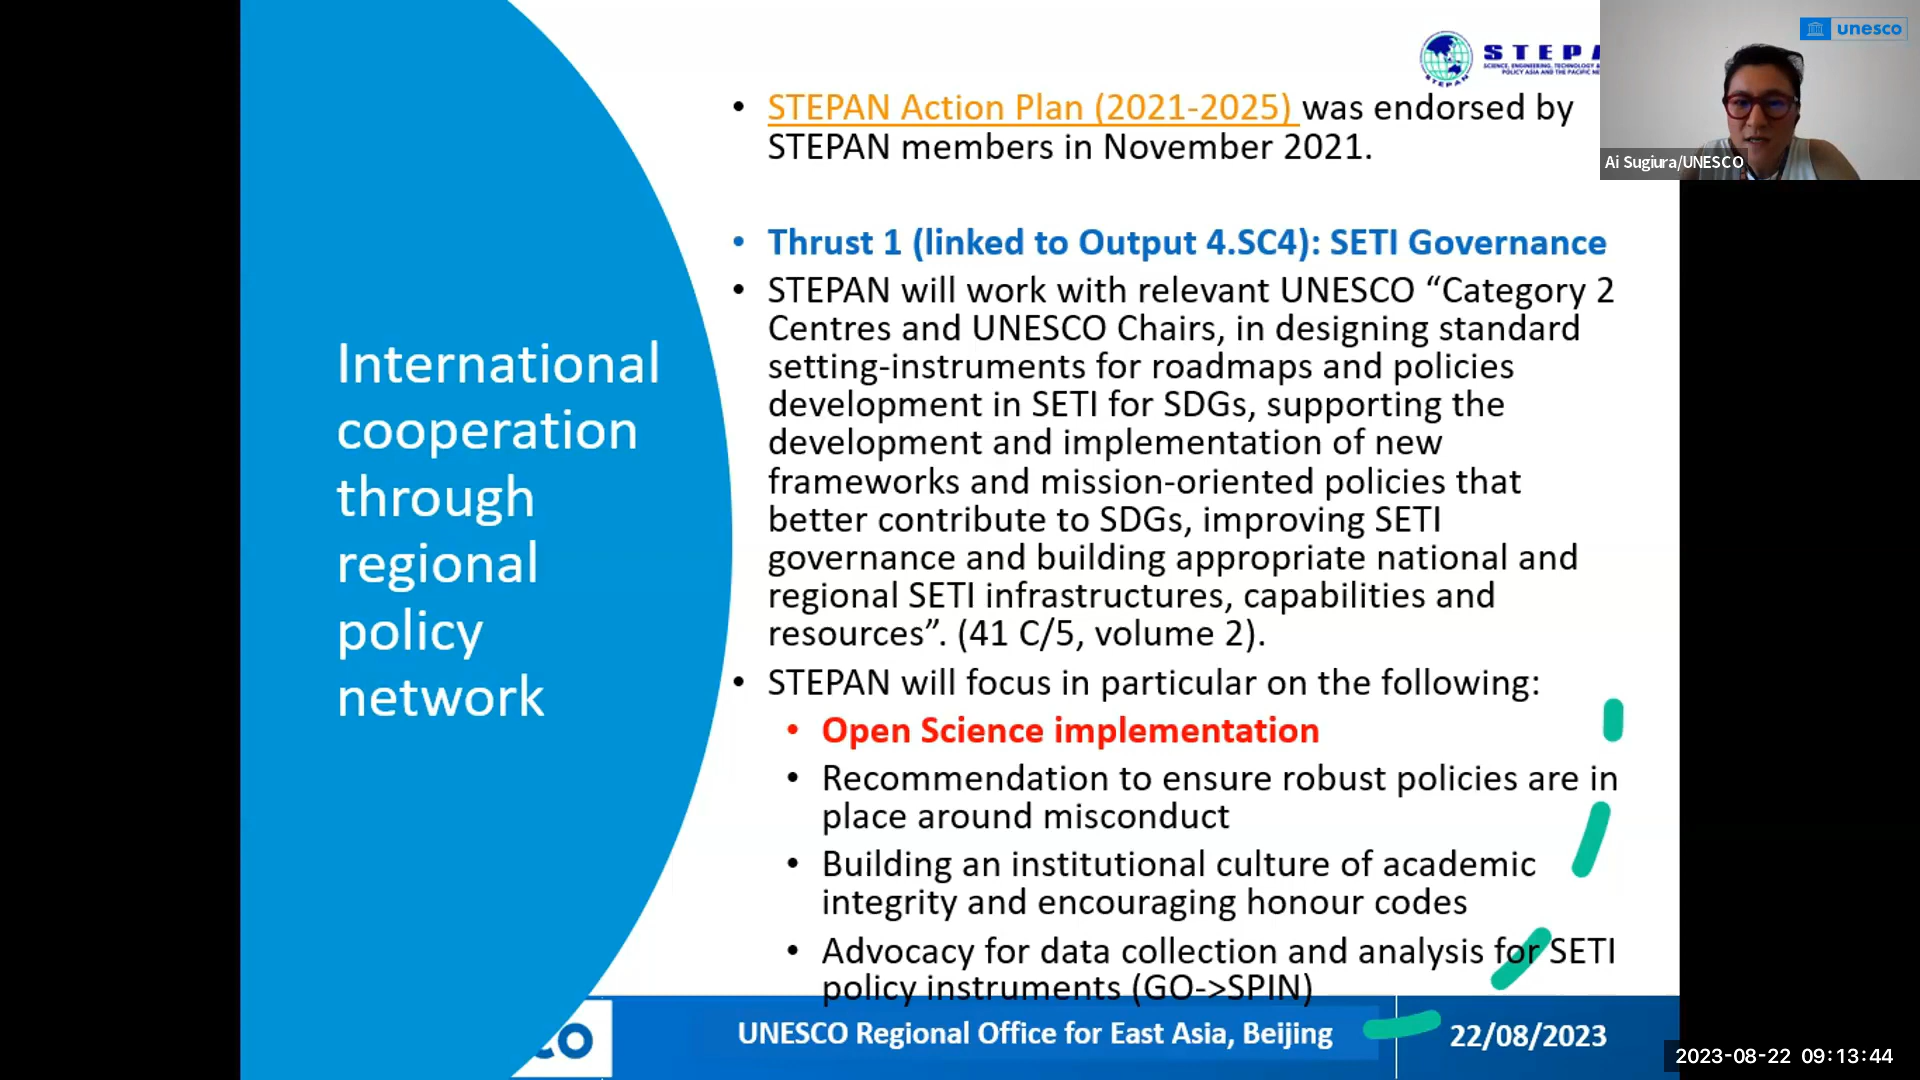 International
cooperation
through
regional
policy
network
STEPAN
SCIENCE, ENGINEERING, TECHNOLOGY &
POLICY ASIA AND THE PACIFIC
STEPAN Action Plan (2021-2025) was endorsed by
STEPAN members in November 2021.
• Thrust 1 (linked to Output 4.SC4): SETI Governance
• STEPAN will work with relevant UNESCO “Category 2
Centres and UNESCO Chairs, in designing standard
setting-instruments for roadmaps and policies
development in SETI for SDGs, supporting the
development and implementation of new
frameworks and mission-oriented policies that
better contribute to SDGs, improving SETI
governance and building appropriate national and
regional SETI infrastructures, capabilities and
resources”. (41 C/5, volume 2).
• STEPAN will focus in particular on the following:
• Open Science implementation
• Recommendation to ensure robust policies are in
place around misconduct
• Building an institutional culture of academic
integrity and encouraging honour codes
• Advocacy for data collection and analysis for SETI
policy instruments (GO->SPIN)
UNESCO Regional Office for East Asia, Beijing
22/08/2023
unesco
Ai Sugiura/UNESCO
2023-08-22 09:13:44